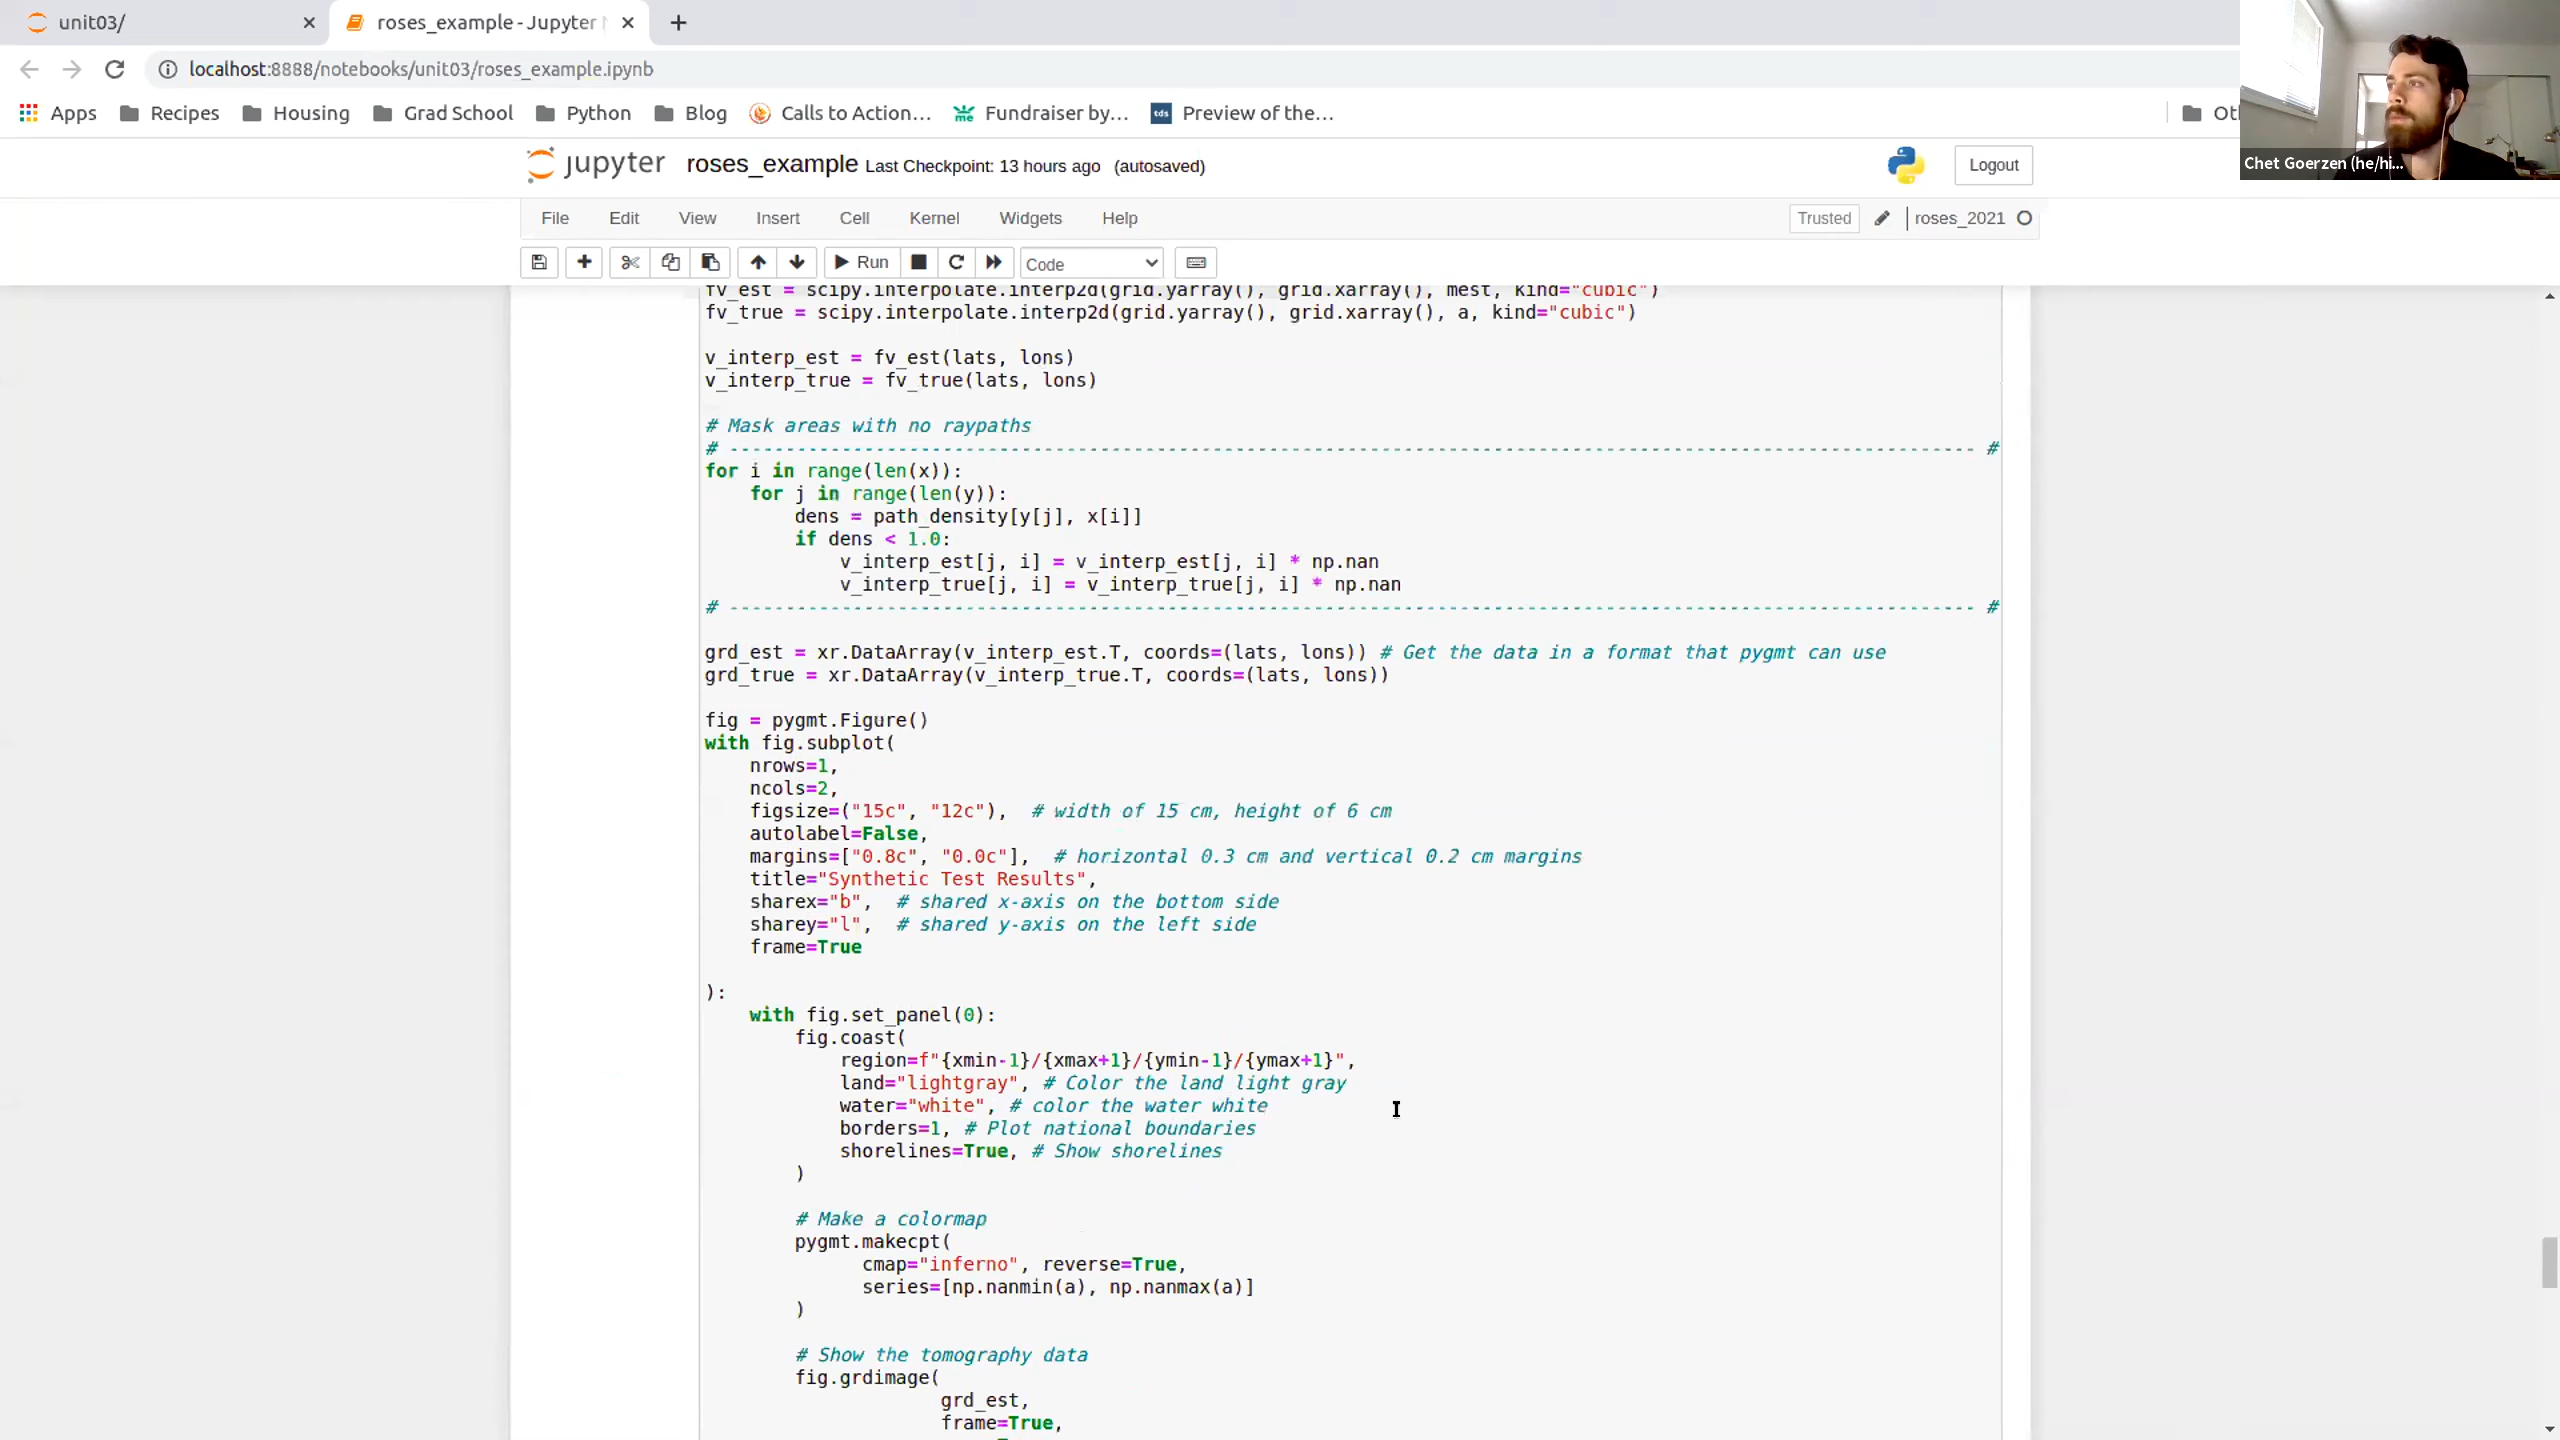 unit03/
roses_example - Jupyter
localhost:8888/notebooks/unit03/roses_example.ipynb
Apps Recipes Housing Grad School Python Blog Calls to Action… Fundraiser by… tds Preview of the…
Chet Goerzen (he/hi...
jupyter roses_example Last Checkpoint: 13 hours ago (autosaved) Logout
File Edit View Insert Cell Kernel Widgets Help Trusted roses_2021
Run Code
fv_est = scipy.interpolate.interp2d(grid.yarray(), grid.xarray(), mest, kind="cubic")
fv_true = scipy.interpolate.interp2d(grid.yarray(), grid.xarray(), a, kind="cubic")
v_interp_est = fv_est(lats, lons)
v_interp_true = fv_true(lats, lons)
# Mask areas with no raypaths
# --------------------------------------------------------------------------------------------------------------- #
for i in range(len(x)):
    for j in range(len(y)):
        dens = path_density[y[j], x[i]]
        if dens < 1.0:
            v_interp_est[j, i] = v_interp_est[j, i] * np.nan
            v_interp_true[j, i] = v_interp_true[j, i] * np.nan
# --------------------------------------------------------------------------------------------------------------- #
grd_est = xr.DataArray(v_interp_est.T, coords=(lats, lons)) # Get the data in a format that pygmt can use
grd_true = xr.DataArray(v_interp_true.T, coords=(lats, lons))
fig = pygmt.Figure()
with fig.subplot(
    nrows=1,
    ncols=2,
    figsize=("15c", "12c"),  # width of 15 cm, height of 6 cm
    autolabel=False,
    margins=["0.8c", "0.0c"],  # horizontal 0.3 cm and vertical 0.2 cm margins
    title="Synthetic Test Results",
    sharex="b",  # shared x-axis on the bottom side
    sharey="l",  # shared y-axis on the left side
    frame=True
):
    with fig.set_panel(0):
        fig.coast(
            region=f"{xmin-1}/{xmax+1}/{ymin-1}/{ymax+1}",
            land="lightgray", # Color the land light gray
            water="white", # color the water white
            borders=1, # Plot national boundaries
            shorelines=True, # Show shorelines
        )
        # Make a colormap
        pygmt.makecpt(
              cmap="inferno", reverse=True,
              series=[np.nanmin(a), np.nanmax(a)]
        )
        # Show the tomography data
        fig.grdimage(
                     grd_est,
                     frame=True,